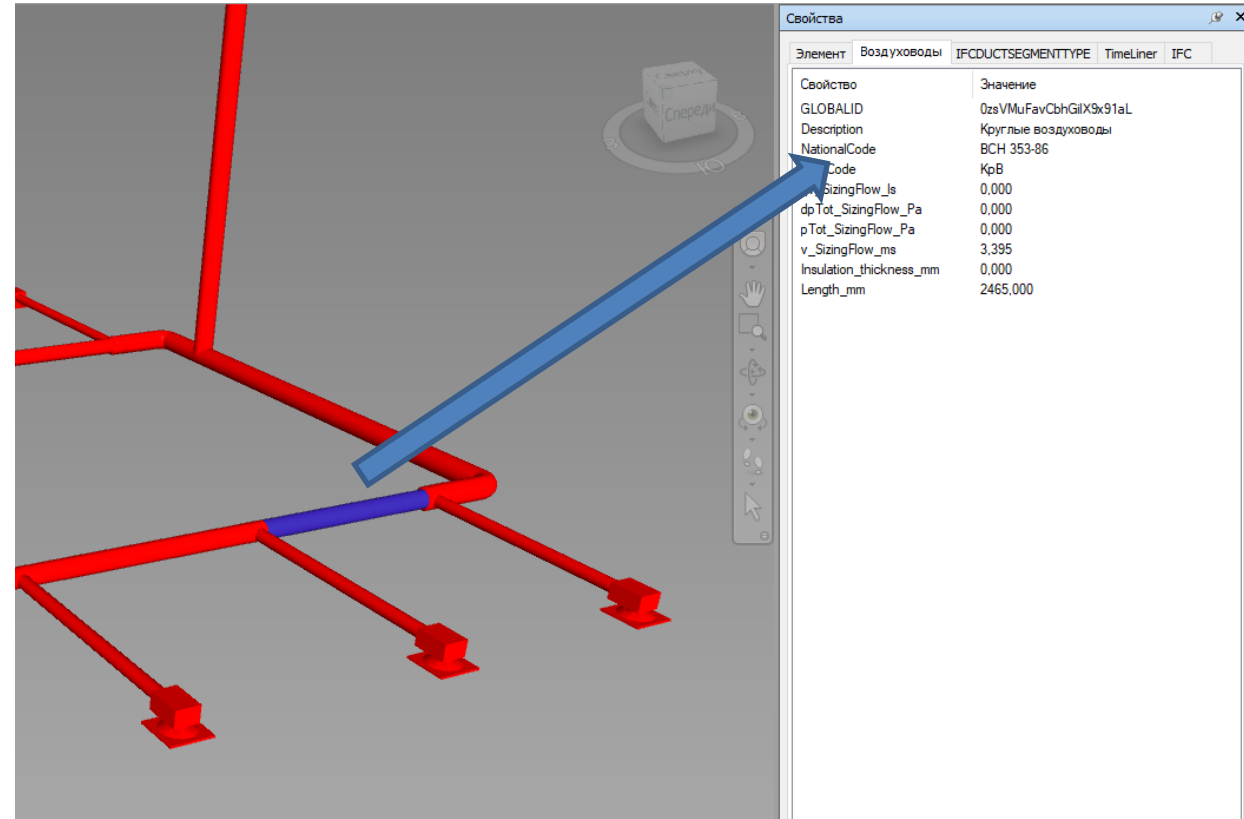 Свойства
Элемент Воздуховоды IFCDUCTSEGMENTTYPE TimeLiner IFC
Свойство Значение
GLOBALID 0zsVMuFavCbhGilX9x91aL
Description Круглые воздуховоды
NationalCode ВСН 353-86
Code КрВ
SizingFlow_ls 0,000
dpTot_SizingFlow_Pa 0,000
pTot_SizingFlow_Pa 0,000
v_SizingFlow_ms 3,395
Insulation_thickness_mm 0,000
Length_mm 2465,000
Спереди
Ю